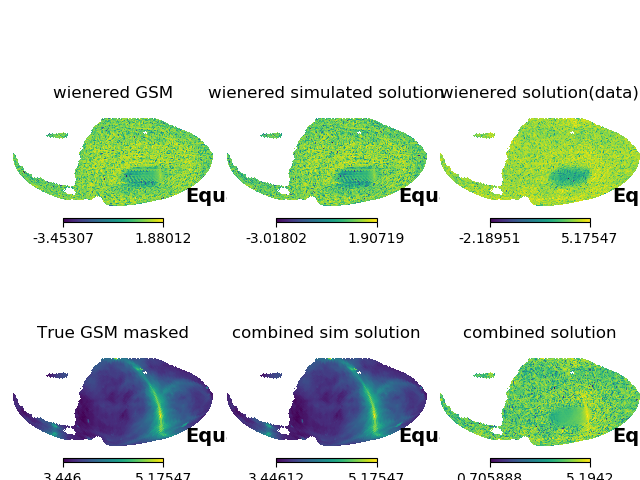 wienered GSM
wienered simulated solution
wienered solution(data)
Equ
Equ
Eq
-3.45307 1.88012
-3.01802 1.90719
-2.18951 5.17547
True GSM masked
combined sim solution
combined solution
Equ
Equ
Eq
3.446 5.17547
3.44612 5.17547
0.705888 5.1942